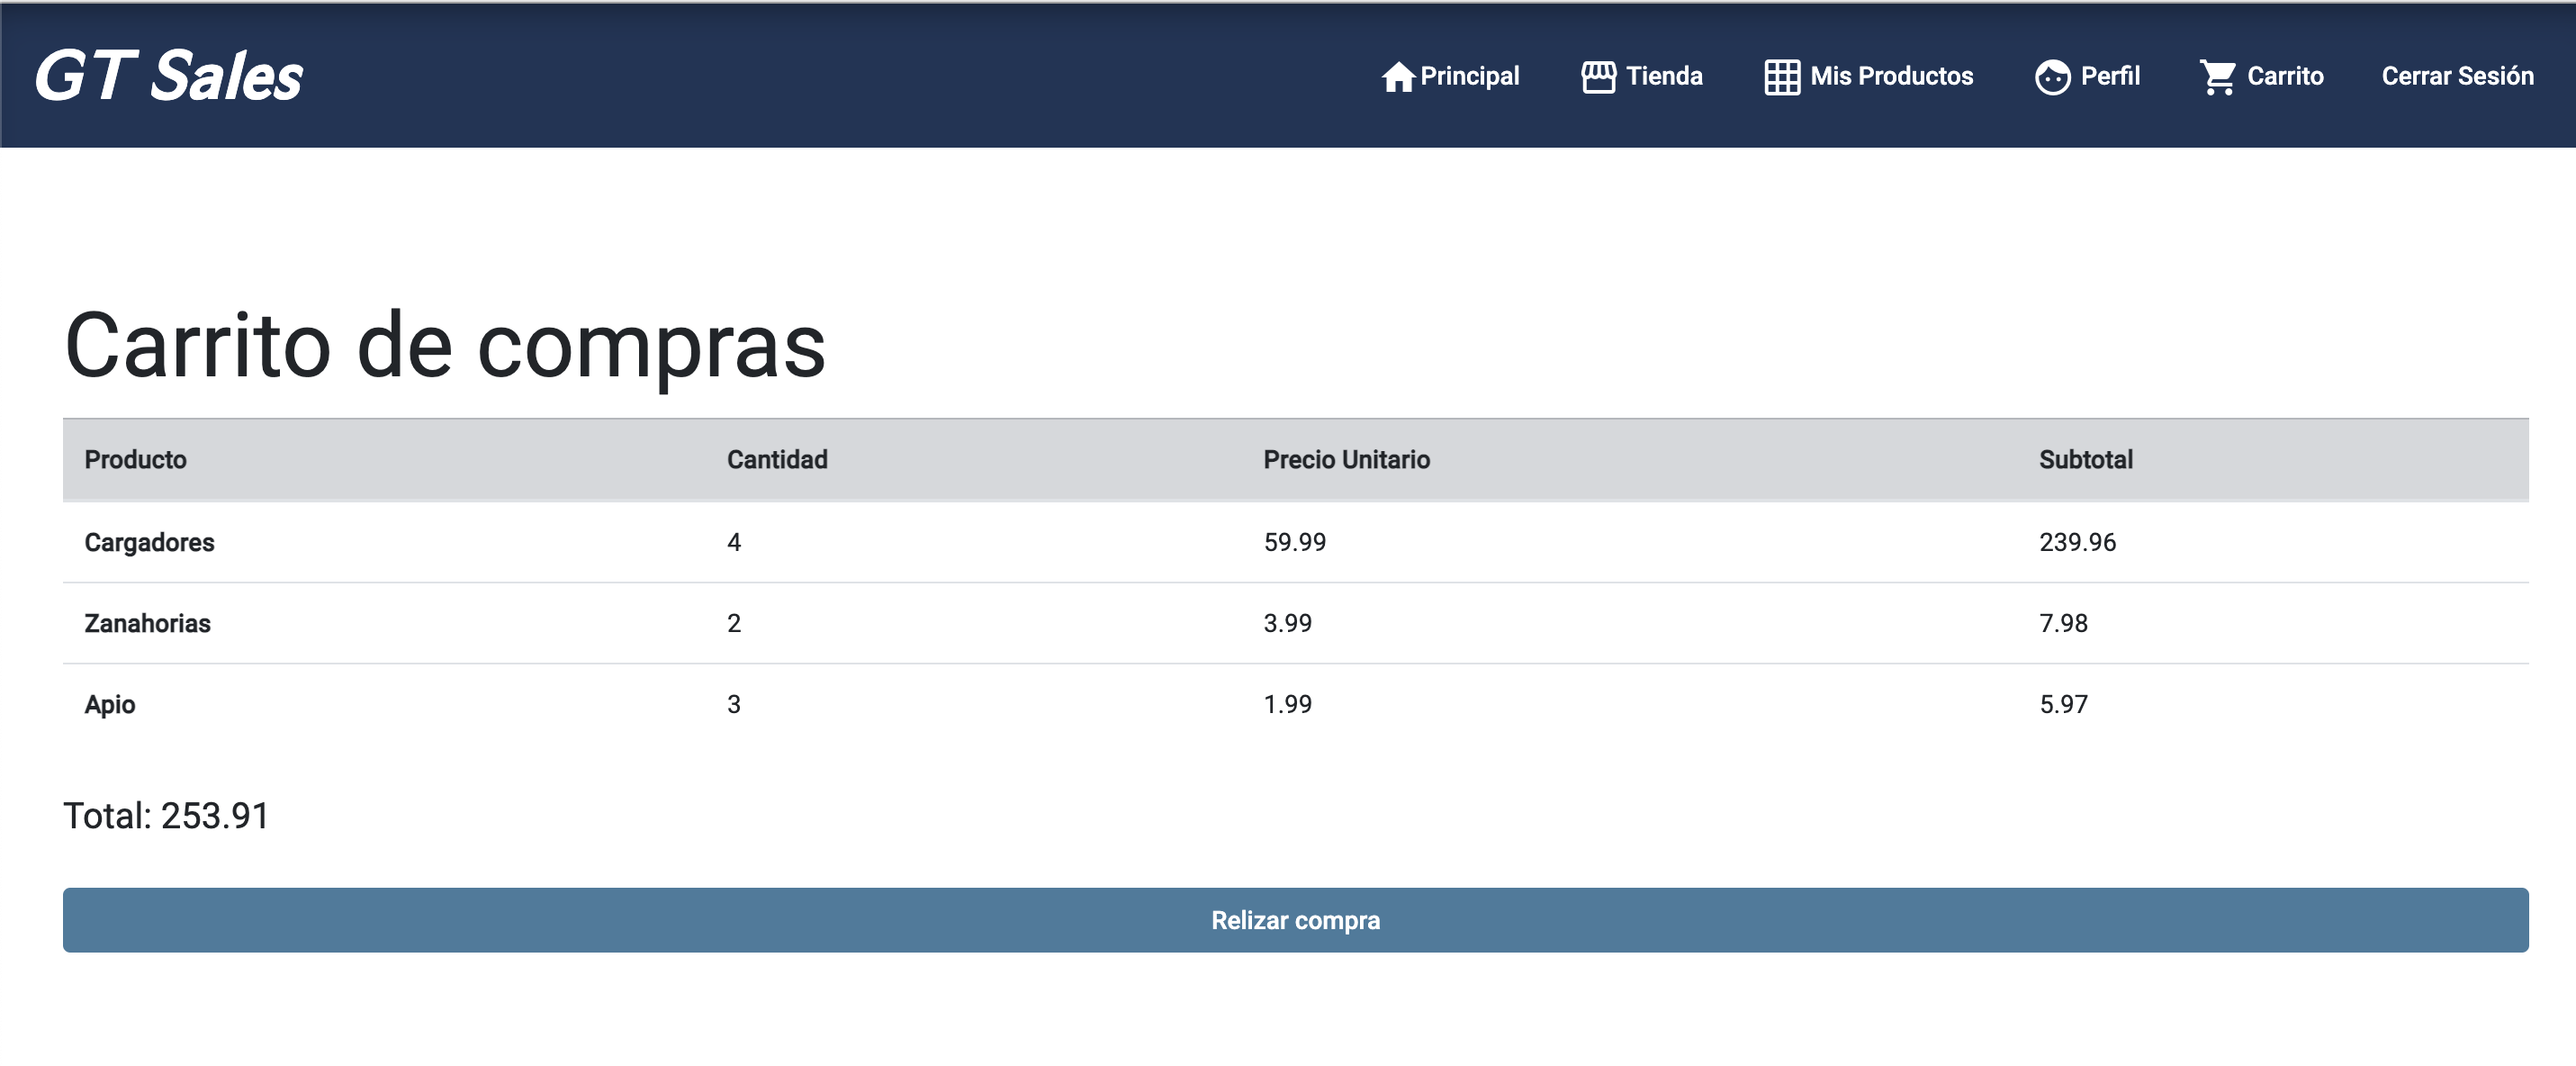 GT Sales Principal Tienda Mis Productos Perfil Carrito Cerrar Sesión
Carrito de compras
Producto Cantidad Precio Unitario Subtotal
Cargadores 4 59.99 239.96
Zanahorias 2 3.99 7.98
Apio 3 1.99 5.97
Total: 253.91
Relizar compra